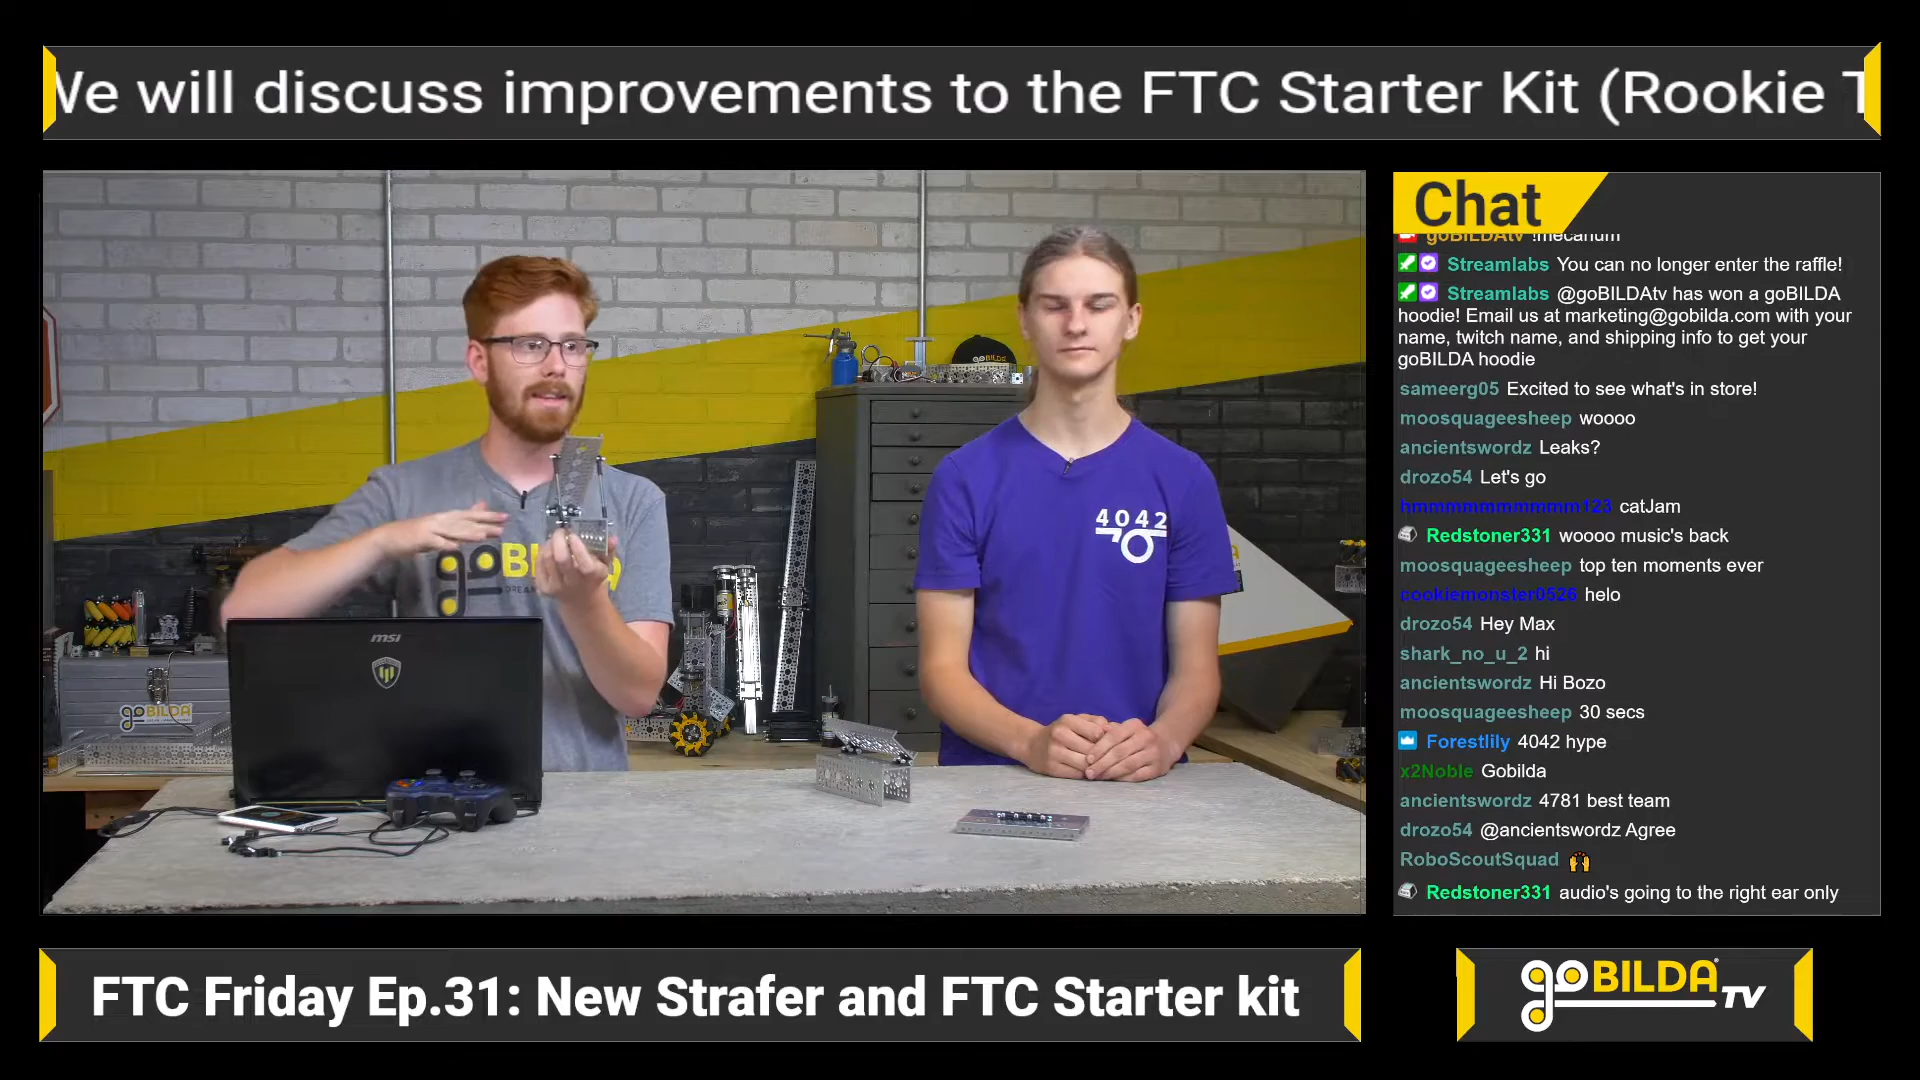 We will discuss improvements to the FTC Starter Kit (Rookie
Chat
goBILDAtv !mecanum
Streamlabs You can no longer enter the raffle!
Streamlabs @goBILDAtv has won a goBILDA
hoodie! Email us at marketing@gobilda.com with your
name, twitch name, and shipping info to get your
goBILDA hoodie
sameerg05 Excited to see what's in store!
moosquageesheep woooo
ancientswordz Leaks?
drozo54 Let's go
catJam
Redstoner331 woooo music's back
moosquageesheep top ten moments ever
cookiemonster0526 helo
drozo54 Hey Max
shark_no_u_2 hi
ancientswordz Hi Bozo
moosquageesheep 30 secs
Forestlily 4042 hype
x2Noble Gobilda
ancientswordz 4781 best team
drozo54 @ancientswordz Agree
RoboScoutSquad
Redstoner331 audio's going to the right ear only
goBILDA
4042
msi
goBILDA
FTC Friday Ep.31: New Strafer and FTC Starter kit
goBILDA TV